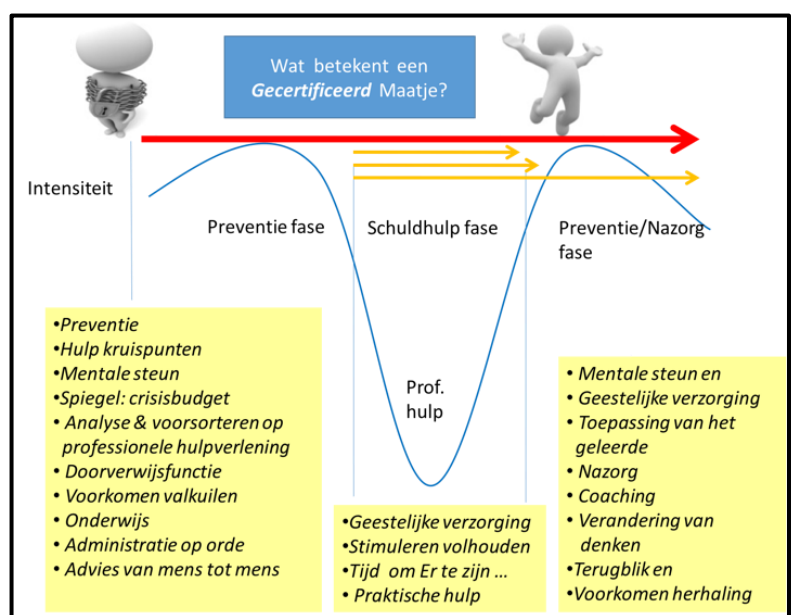 Wat betekent een
Gecertificeerd Maatje?
Intensiteit
Preventie fase
Schuldhulp fase
Preventie/Nazorg
fase
Prof.
hulp
•Preventie
•Hulp kruispunten
•Mentale steun
•Spiegel: crisisbudget
• Analyse & voorsorteren op
professionele hulpverlening
• Doorverwijsfunctie
• Voorkomen valkuilen
• Onderwijs
• Administratie op orde
• Advies van mens tot mens
•Geestelijke verzorging
•Stimuleren volhouden
•Tijd om Er te zijn ...
• Praktische hulp
• Mentale steun en
• Geestelijke verzorging
• Toepassing van het
geleerde
• Nazorg
• Coaching
• Verandering van
denken
• Terugblik en
• Voorkomen herhaling